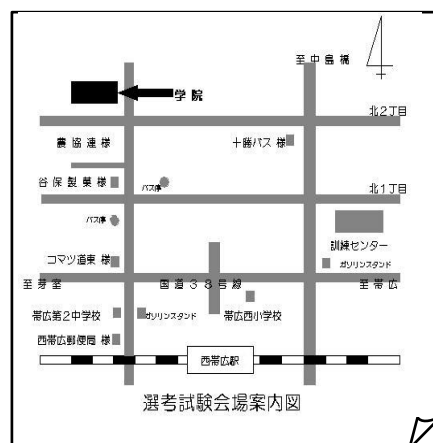 至中島橋
学院
北2丁目
農協連様
十勝バス様
谷保製菓様
バス停
北1丁目
バス停
訓練センター
コマツ道東様
ガソリンスタンド
至芽室
国道38号線
至帯広
帯広第2中学校
ガソリンスタンド
帯広西小学校
西帯広郵便局様
西帯広駅
選考試験会場案内図